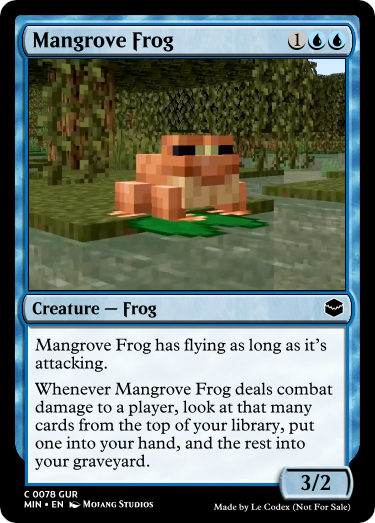 Mangrove Frog 1
Creature — Frog
Mangrove Frog has flying as long as it's
attacking.
Whenever Mangrove Frog deals combat
damage to a player, look at that many
cards from the top of your library, put
one into your hand, and the rest into
your graveyard.
3/2
C 0078 GUR
MIN • EN Mojang Studios
Made by Le Codex (Not For Sale)